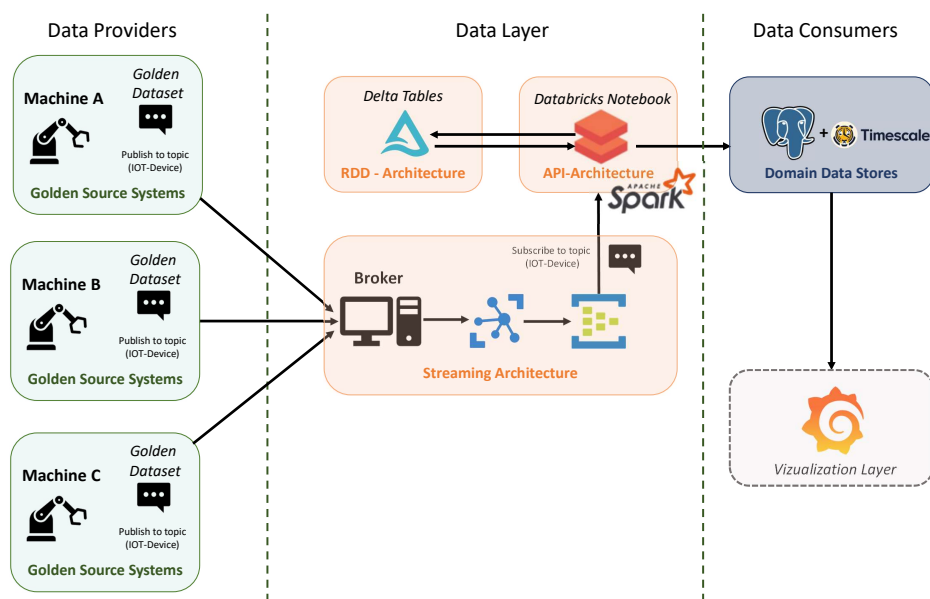 Data Providers
Data Layer
Data Consumers
Machine A
Golden
Dataset
Publish to topic
(IOT-Device)
Golden Source Systems
Machine B
Golden
Dataset
Publish to topic
(IOT-Device)
Golden Source Systems
Machine C
Golden
Dataset
Publish to topic
(IOT-Device)
Golden Source Systems
Delta Tables
RDD - Architecture
Databricks Notebook
API-Architecture
APACHE
Spark
Subscribe to topic
(IOT-Device)
Broker
Streaming Architecture
+
Timescale
Domain Data Stores
Vizualization Layer